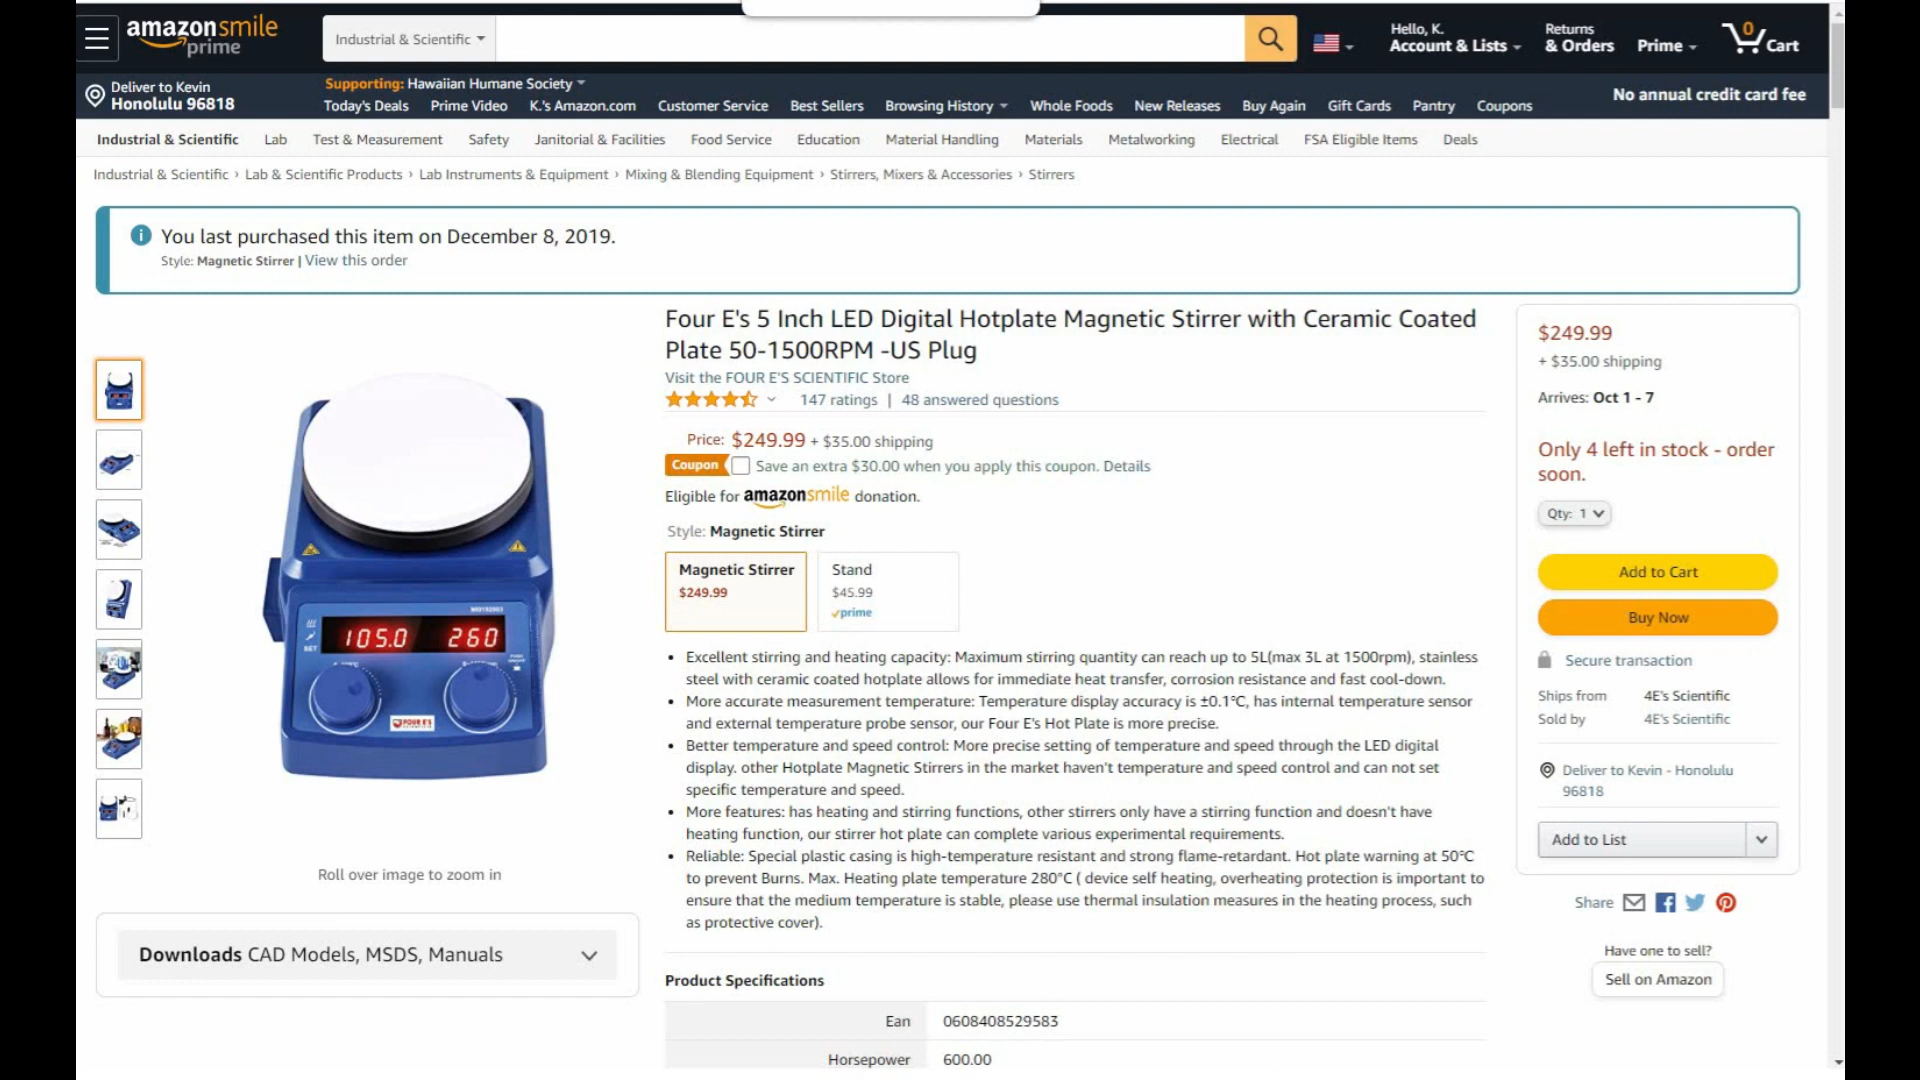 amazonsmile
prime
Industrial & Scientific
Hello, K.
Account & Lists
Returns
& Orders
Prime
0
Cart
Deliver to Kevin
Honolulu 96818
Supporting: Hawaiian Humane Society
Today's Deals Prime Video K.'s Amazon.com Customer Service Best Sellers Browsing History Whole Foods New Releases Buy Again Gift Cards Pantry Coupons
No annual credit card fee
Industrial & Scientific Lab Test & Measurement Safety Janitorial & Facilities Food Service Education Material Handling Materials Metalworking Electrical FSA Eligible Items Deals
Industrial & Scientific › Lab & Scientific Products › Lab Instruments & Equipment › Mixing & Blending Equipment › Stirrers, Mixers & Accessories › Stirrers
You last purchased this item on December 8, 2019.
Style: Magnetic Stirrer | View this order
Four E's 5 Inch LED Digital Hotplate Magnetic Stirrer with Ceramic Coated
Plate 50-1500RPM -US Plug
Visit the FOUR E'S SCIENTIFIC Store
147 ratings | 48 answered questions
Price: $249.99 + $35.00 shipping
Coupon Save an extra $30.00 when you apply this coupon. Details
Eligible for amazonsmile donation.
Style: Magnetic Stirrer
Magnetic Stirrer
$249.99
Stand
$45.99
prime
105.0 260
SET
FOUR E'S
Excellent stirring and heating capacity: Maximum stirring quantity can reach up to 5L(max 3L at 1500rpm), stainless
steel with ceramic coated hotplate allows for immediate heat transfer, corrosion resistance and fast cool-down.
More accurate measurement temperature: Temperature display accuracy is ±0.1℃, has internal temperature sensor
and external temperature probe sensor, our Four E's Hot Plate is more precise.
Better temperature and speed control: More precise setting of temperature and speed through the LED digital
display. other Hotplate Magnetic Stirrers in the market haven't temperature and speed control and can not set
specific temperature and speed.
More features: has heating and stirring functions, other stirrers only have a stirring function and doesn't have
heating function, our stirrer hot plate can complete various experimental requirements.
Reliable: Special plastic casing is high-temperature resistant and strong flame-retardant. Hot plate warning at 50℃
to prevent Burns. Max. Heating plate temperature 280°C ( device self heating, overheating protection is important to
ensure that the medium temperature is stable, please use thermal insulation measures in the heating process, such
as protective cover).
Roll over image to zoom in
Downloads CAD Models, MSDS, Manuals
Product Specifications
Ean 0608408529583
Horsepower 600.00
$249.99
+ $35.00 shipping
Arrives: Oct 1 - 7
Only 4 left in stock - order
soon.
Qty: 1
Add to Cart
Buy Now
Secure transaction
Ships from 4E's Scientific
Sold by 4E's Scientific
Deliver to Kevin - Honolulu
96818
Add to List
Share
Have one to sell?
Sell on Amazon